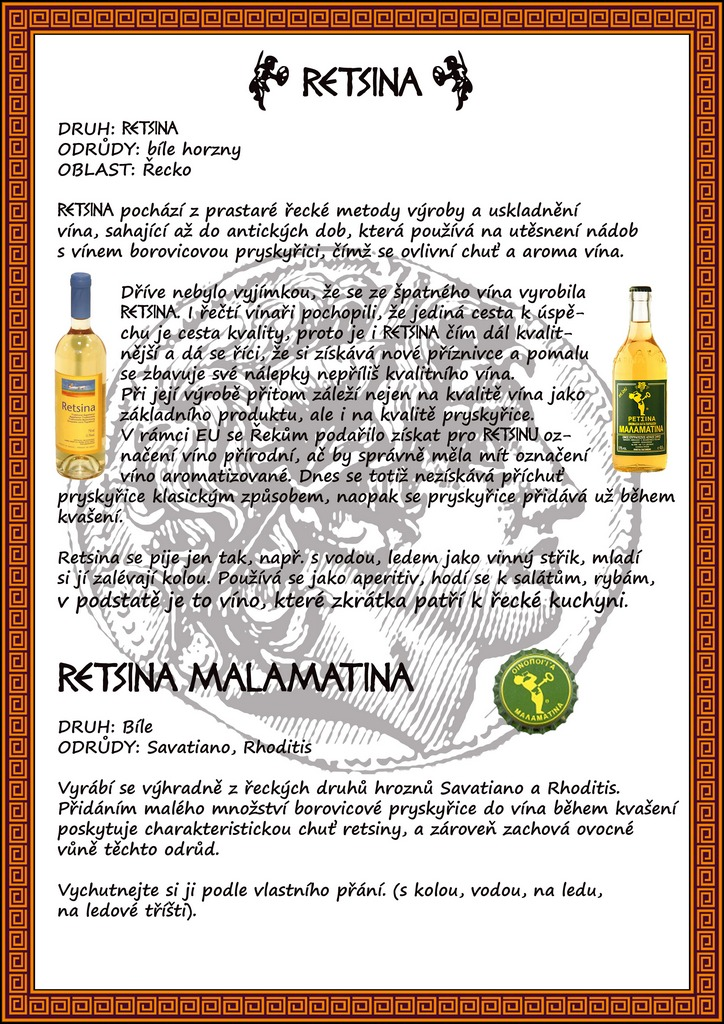 RETSINA
DRUH: RETSINA
ODRŮDY: bíle horzny
OBLAST: Řecko
RETSINA pochází z prastaré řecké metody výroby a uskladnění
vína, sahající až do antických dob, která používá na utěsnení nádob
s vínem borovicovou pryskyřici, čímž se ovlivní chuť a aroma vína.
Dříve nebylo vyjímkou, že se ze špatného vína vyrobila
RETSINA. I řečtí vinaři pochopili, že jediná cesta k úspě-
chu je cesta kvality, proto je i RETSINA čím dál kvalit-
nější a dá se říci, že si získává nové příznivce a pomalu
se zbavuje své nálepky nepříliš kvalitního vína.
Při její výrobě přitom záleží nejen na kvalitě vína jako
základního produktu, ale i na kvalitě pryskyřice.
V rámci EU se Řekům podařilo získat pro RETSINU oz-
načení víno přírodní, ač by správně měla mít označení
víno aromatizované. Dnes se totiž nezískává příchuť
pryskyřice klasickým způsobem, naopak se pryskyřice přidává už během
kvašení.
Retsina
ΡΕΤΣΙΝΑ
ΜΑΛΑΜΑΤΙΝΑ
Retsina se pije jen tak, např. s vodou, ledem jako vinný střik, mladí
si jí zalévají kolou. Používá se jako aperitiv, hodí se k salátům, rybám,
v podstatě je to víno, které zkrátka patří k řecké kuchyni.
RETSINA MALAMATINA
ΟΙΝΟΠΟΙΪΑ
ΜΑΛΑΜΑΤΙΝΑ
DRUH: Bíle
ODRŮDY: Savatiano, Rhoditis
Vyrábí se výhradně z řeckých druhů hroznů Savatiano a Rhoditis.
Přidáním malého množství borovicové pryskyřice do vína během kvašení
poskytuje charakteristickou chuť retsiny, a zároveň zachová ovocné
vůně těchto odrůd.
Vychutnejte si ji podle vlastního přání. (s kolou, vodou, na ledu,
na ledové tříšti).